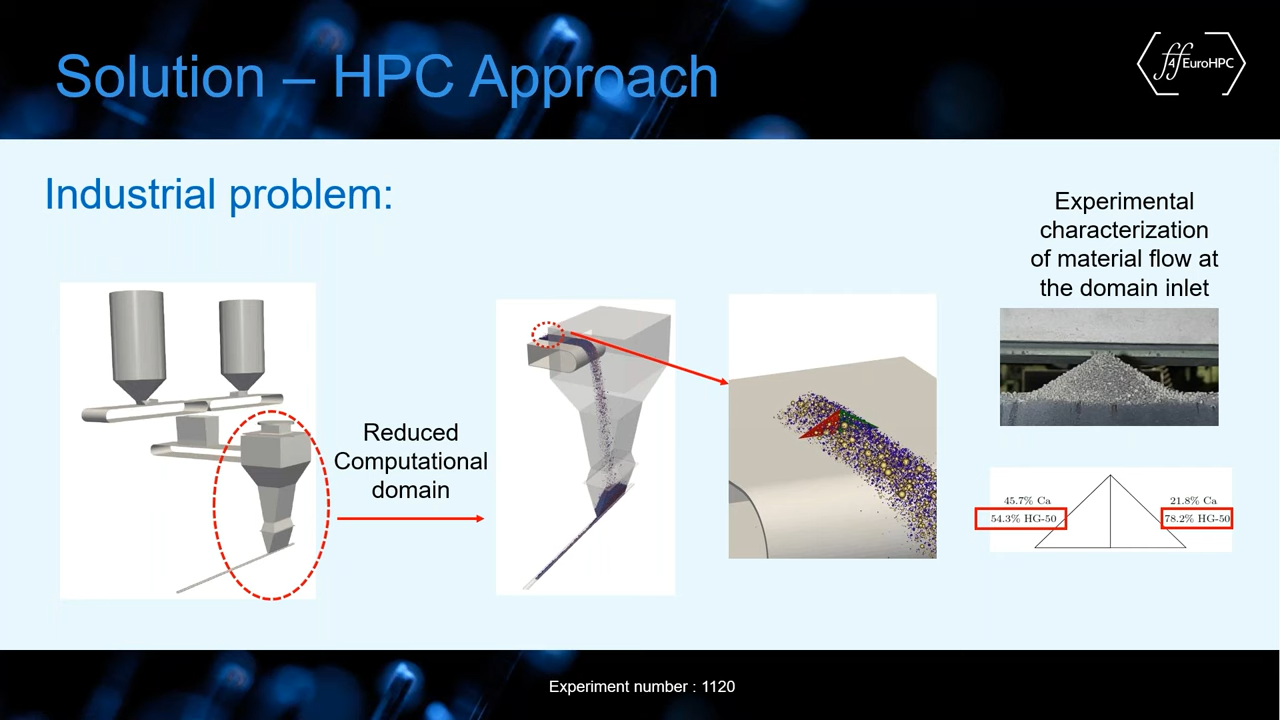 Solution – HPC Approach
ff4EuroHPC
Industrial problem:
Experimental
characterization
of material flow at
the domain inlet
Reduced
Computational
domain
45.7% Ca
54.3% HG-50
21.8% Ca
78.2% HG-50
Experiment number : 1120